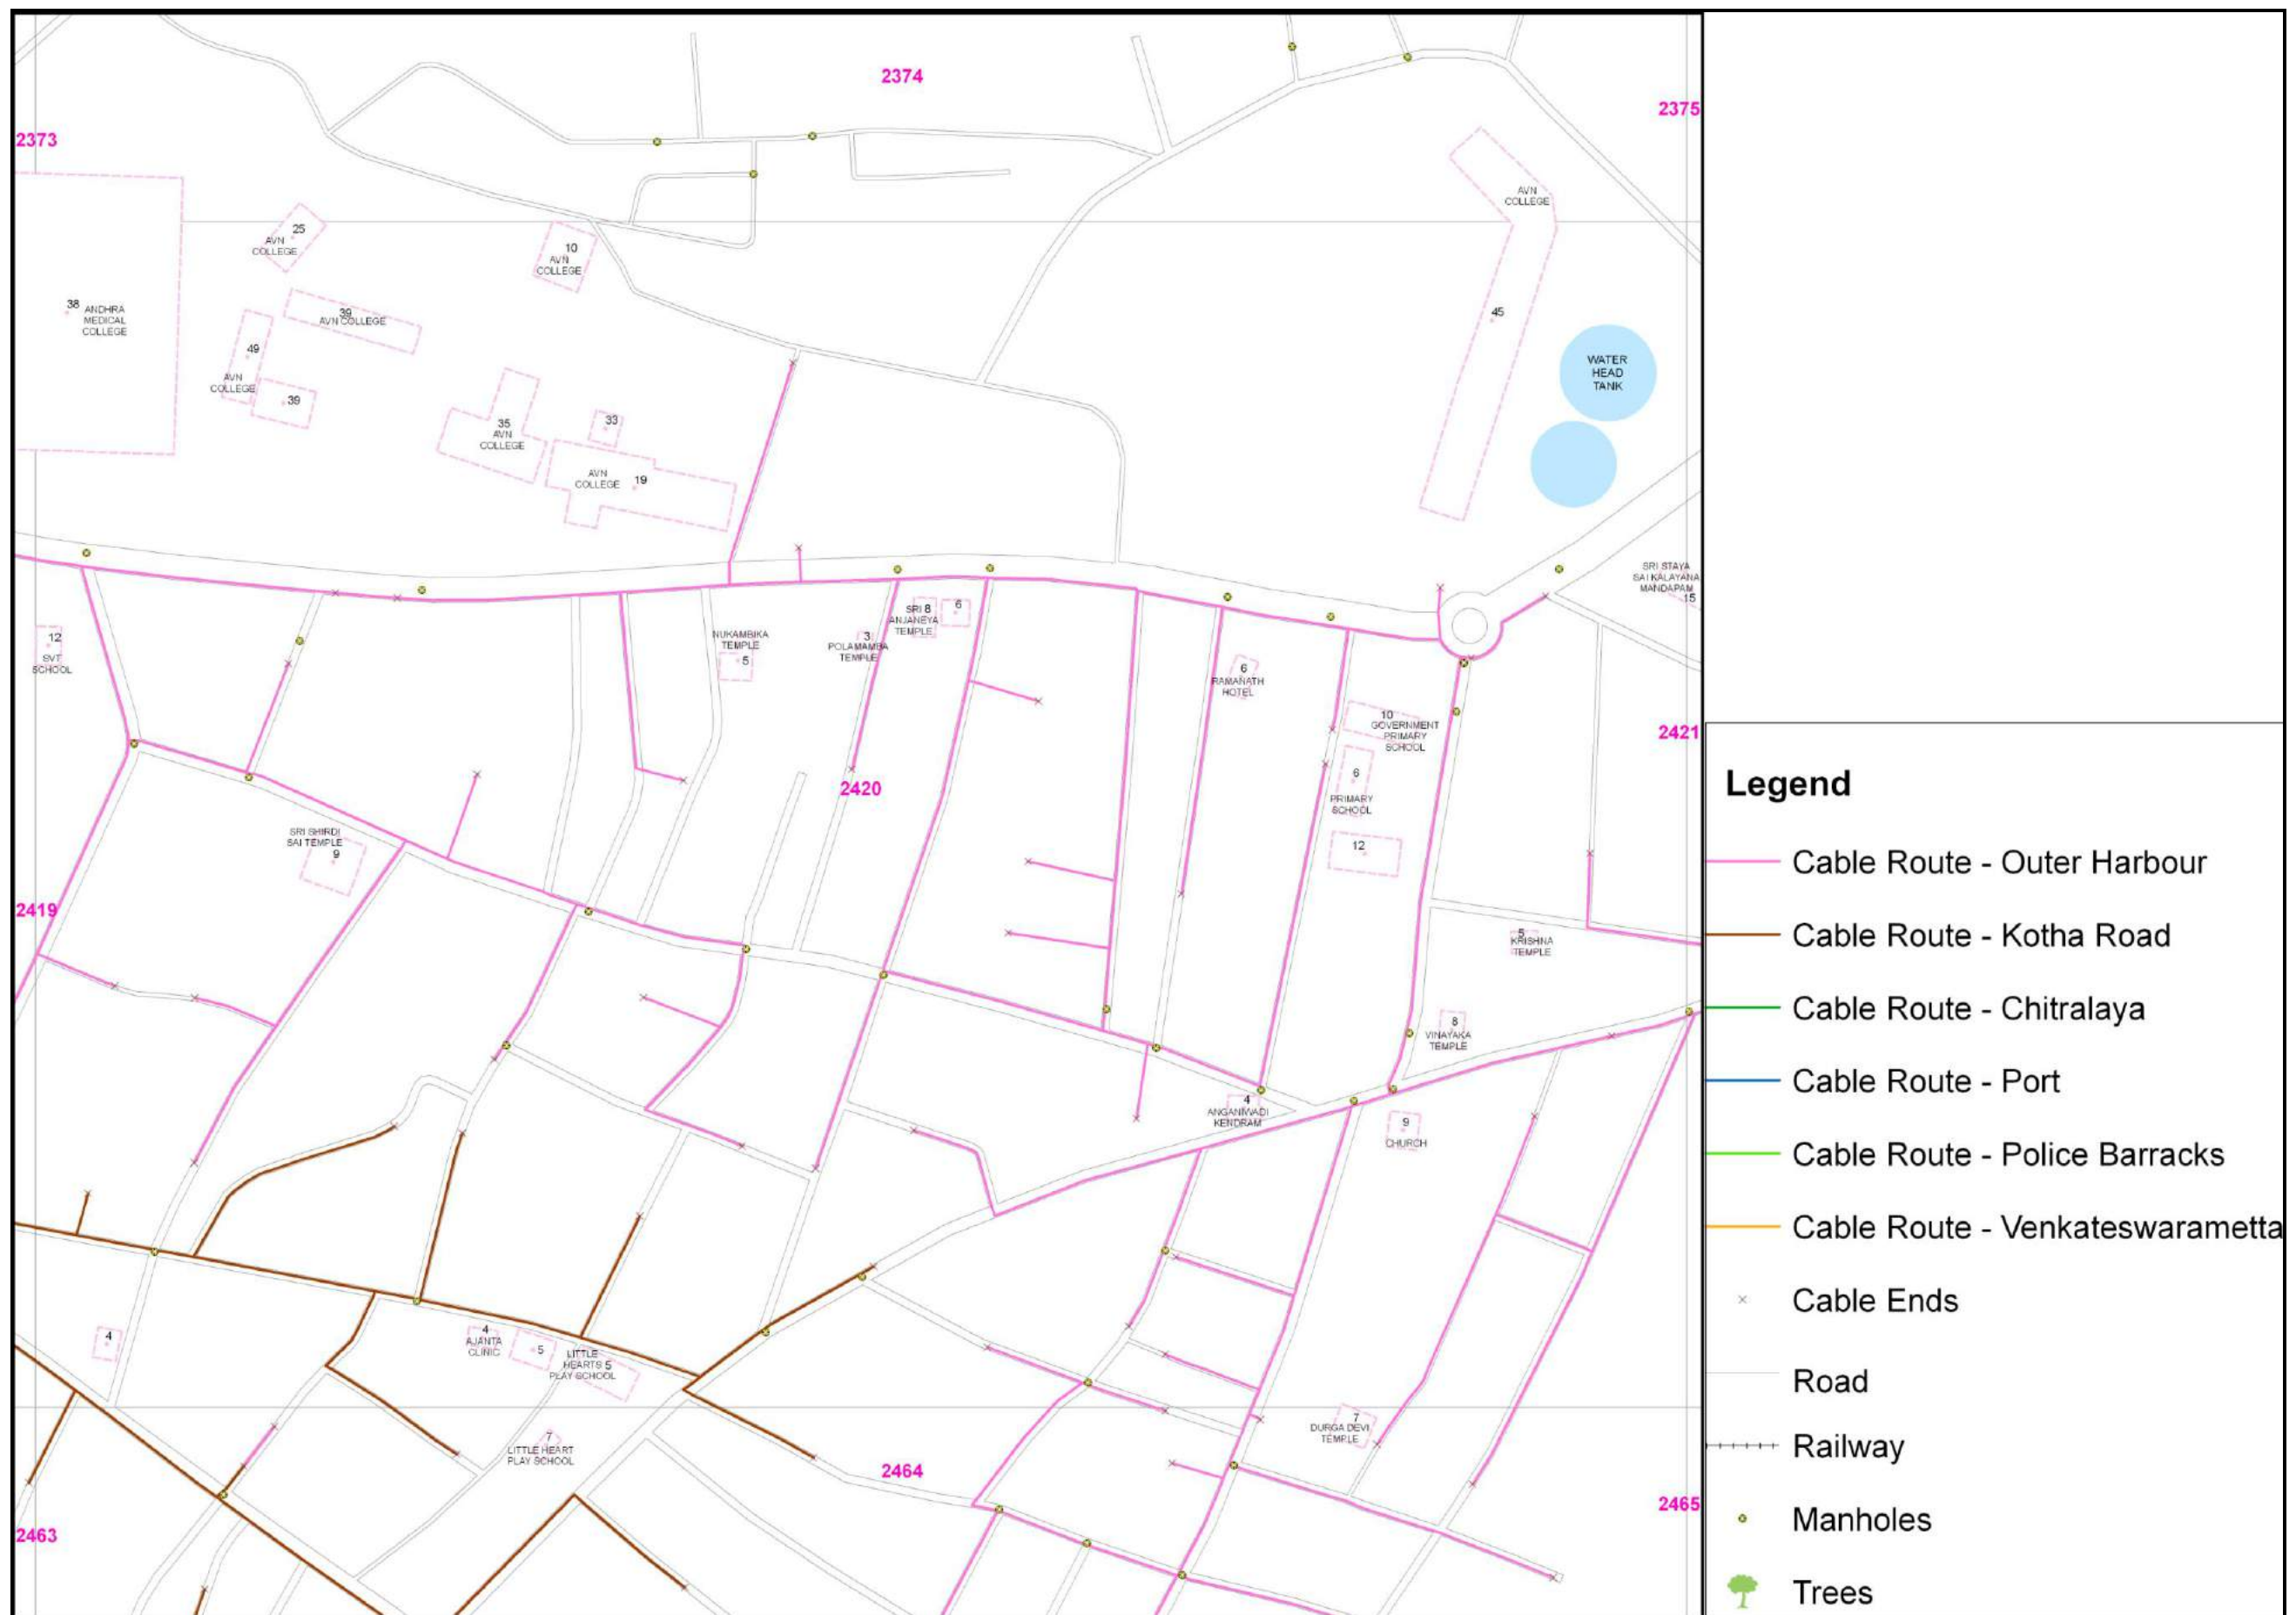 2374
2375
2373
AVN
COLLEGE
25
AVN
COLLEGE
10
AVN
COLLEGE
38
ANDHRA
MEDICAL
COLLEGE
39
AVN COLLEGE
45
49
AVN
COLLEGE
39
WATER
HEAD
TANK
35
AVN
COLLEGE
33
AVN
COLLEGE
19
SRI STAYA
SAI KALAYANA
MANDAPAM
15
12
SVT
SCHOOL
NUKAMBIKA
TEMPLE
5
3
POLAMAMBA
TEMPLE
SRI 8
ANJANEYA
TEMPLE
6
6
RAMANATH
HOTEL
10
GOVERNMENT
PRIMARY
SCHOOL
2421
6
PRIMARY
SCHOOL
2420
12
SRI SHIRDI
SAI TEMPLE
9
2419
5
KRISHNA
TEMPLE
8
VINAYAKA
TEMPLE
4
ANGANIWADI
KENDRAM
9
CHURCH
4
4
AJANTA
CLINIC
5
LITTLE
HEARTS 5
PLAY SCHOOL
7
LITTLE HEART
PLAY SCHOOL
7
DURGA DEVI
TEMPLE
2464
2465
2463
Legend
Cable Route - Outer Harbour
Cable Route - Kotha Road
Cable Route - Chitralaya
Cable Route - Port
Cable Route - Police Barracks
Cable Route - Venkateswarametta
Cable Ends
Road
Railway
Manholes
Trees